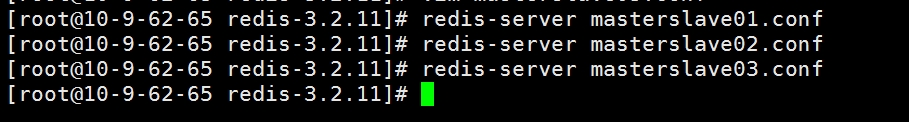 [root@10-9-62-65 redis-3.2.11]# redis-server masterslave01.conf
[root@10-9-62-65 redis-3.2.11]# redis-server masterslave02.conf
[root@10-9-62-65 redis-3.2.11]# redis-server masterslave03.conf
[root@10-9-62-65 redis-3.2.11]#